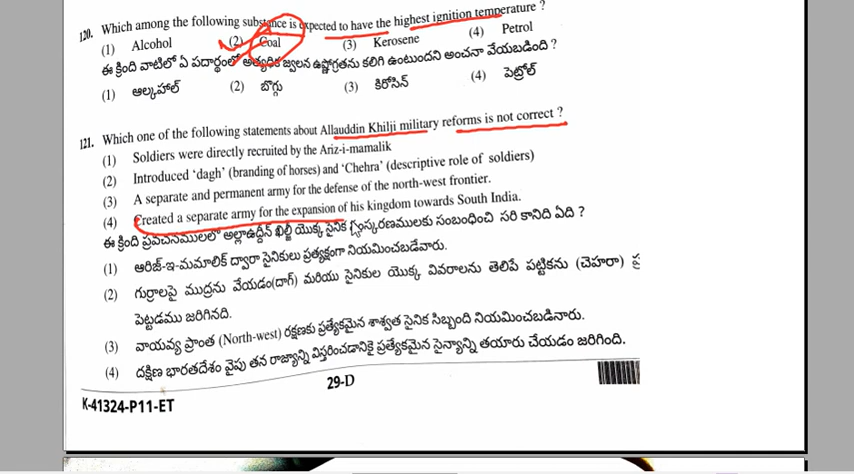 120. Which among the following substance is expected to have the highest ignition temperature ?
(1) Alcohol (2) Coal (3) Kerosene (4) Petrol
ఈ క్రింది వాటిలో ఏ పదార్థంలో అత్యధిక జ్వలన ఉష్ణోగ్రతను కలిగి ఉంటుందని అంచనా వేయబడింది ?
(1) ఆల్కహాల్ (2) బొగ్గు (3) కిరోసిన్ (4) పెట్రోల్
121. Which one of the following statements about Allauddin Khilji military reforms is not correct ?
(1) Soldiers were directly recruited by the Ariz-i-mamalik
(2) Introduced 'dagh' (branding of horses) and 'Chehra' (descriptive role of soldiers)
(3) A separate and permanent army for the defense of the north-west frontier.
(4) Created a separate army for the expansion of his kingdom towards South India.
ఈ క్రింది ప్రవచనములలో అల్లాఉద్దీన్ ఖిల్జీ యొక్క సైనిక సంస్కరణములకు సంబంధించి సరి కానిది ఏది ?
(1) ఆరిజ్-ఇ-మమాలిక్ ద్వారా సైనికులు ప్రత్యక్షంగా నియమించబడేవారు.
(2) గుర్రాలపై ముద్రను వేయడం(దాగ్) మరియు సైనికుల యొక్క వివరాలను తెలిపే పట్టికను (చెహరా)
పెట్టడము జరిగినది.
(3) వాయవ్య ప్రాంత (North-west) రక్షణకు ప్రత్యేకమైన శాశ్వత సైనిక సిబ్బంది నియమించబడినారు.
(4) దక్షిణ భారతదేశం వైపు తన రాజ్యాన్ని విస్తరించడానికై ప్రత్యేకమైన సైన్యాన్ని తయారు చేయడం జరిగింది.
29-D
K-41324-P11-ET